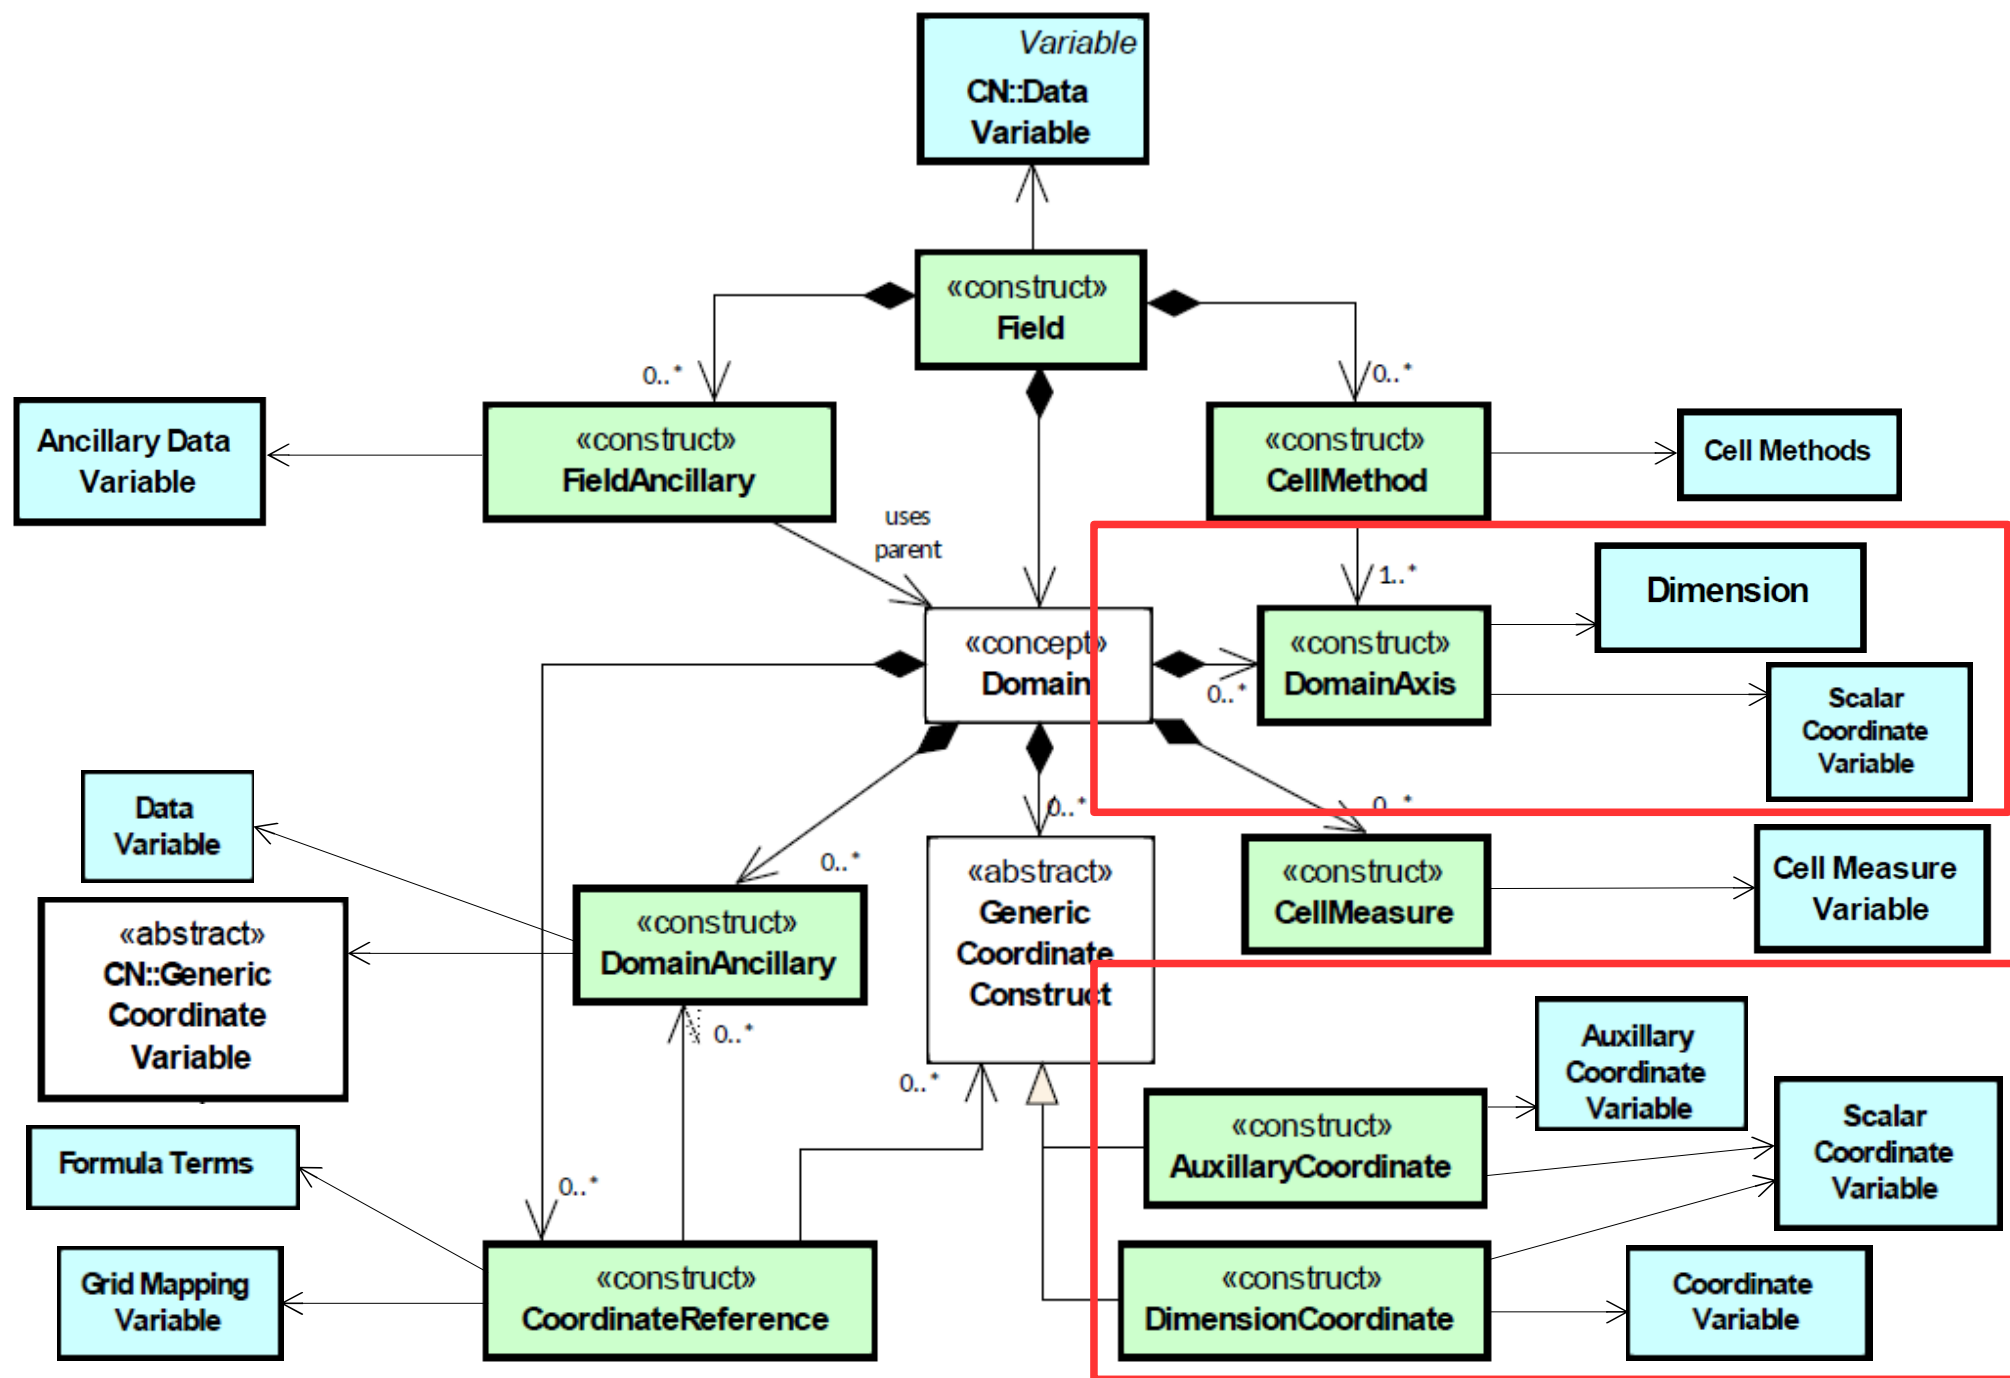 Variable
CN::Data
Variable
«construct»
Field
0..*
0..*
Ancillary Data
Variable
«construct»
FieldAncillary
«construct»
CellMethod
Cell Methods
uses
parent
1..*
Dimension
«concept»
Domain
0..*
«construct»
DomainAxis
Scalar
Coordinate
Variable
Data
Variable
0..*
0..*
0..*
«abstract»
Generic
Coordinate
Construct
«construct»
CellMeasure
Cell Measure
Variable
«construct»
DomainAncillary
«abstract»
CN::Generic
Coordinate
Variable
0..*
0..*
Auxillary
Coordinate
Variable
«construct»
AuxillaryCoordinate
Scalar
Coordinate
Variable
Formula Terms
0..*
Grid Mapping
Variable
«construct»
CoordinateReference
«construct»
DimensionCoordinate
Coordinate
Variable